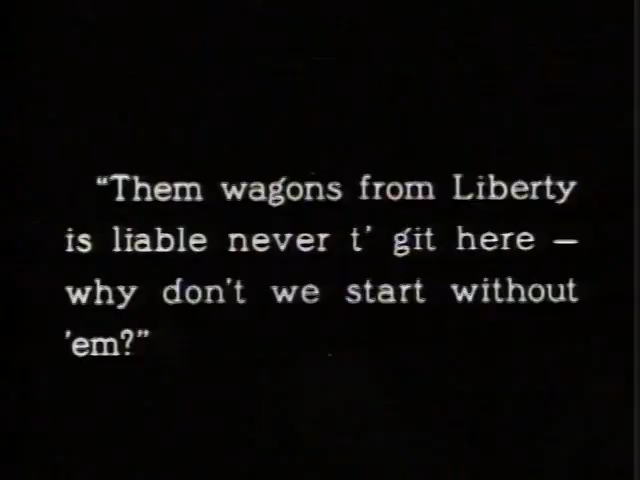 “Them wagons from Liberty
is liable never t' git here —
why don't we start without
'em?”